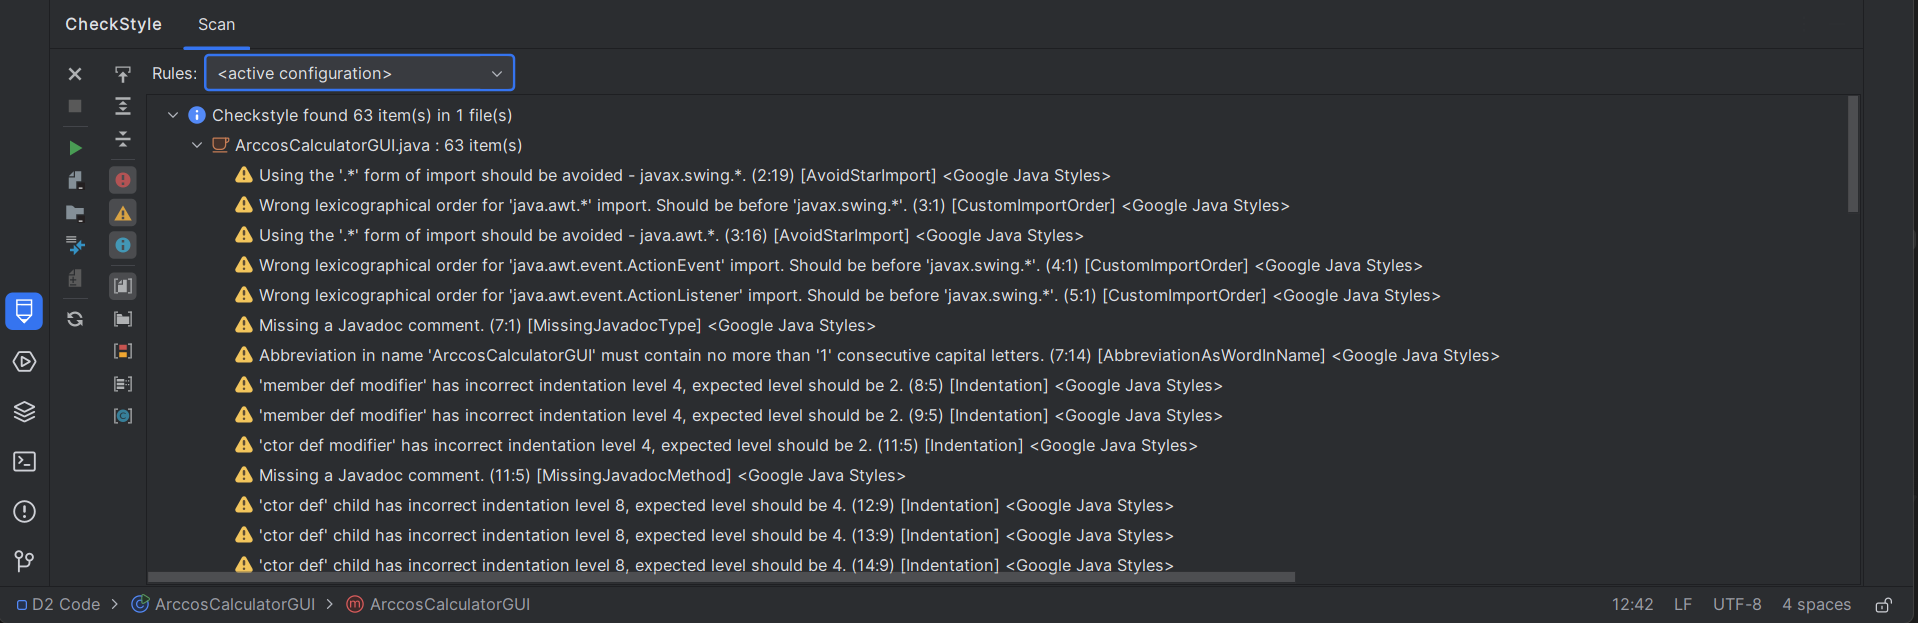 CheckStyle Scan
Rules: <active configuration>
Checkstyle found 63 item(s) in 1 file(s)
ArccosCalculatorGUI.java : 63 item(s)
Using the '.*' form of import should be avoided - javax.swing.*. (2:19) [AvoidStarImport] <Google Java Styles>
Wrong lexicographical order for 'java.awt.*' import. Should be before 'javax.swing.*'. (3:1) [CustomImportOrder] <Google Java Styles>
Using the '.*' form of import should be avoided - java.awt.*. (3:16) [AvoidStarImport] <Google Java Styles>
Wrong lexicographical order for 'java.awt.event.ActionEvent' import. Should be before 'javax.swing.*'. (4:1) [CustomImportOrder] <Google Java Styles>
Wrong lexicographical order for 'java.awt.event.ActionListener' import. Should be before 'javax.swing.*'. (5:1) [CustomImportOrder] <Google Java Styles>
Missing a Javadoc comment. (7:1) [MissingJavadocType] <Google Java Styles>
Abbreviation in name 'ArccosCalculatorGUI' must contain no more than '1' consecutive capital letters. (7:14) [AbbreviationAsWordInName] <Google Java Styles>
'member def modifier' has incorrect indentation level 4, expected level should be 2. (8:5) [Indentation] <Google Java Styles>
'member def modifier' has incorrect indentation level 4, expected level should be 2. (9:5) [Indentation] <Google Java Styles>
'ctor def modifier' has incorrect indentation level 4, expected level should be 2. (11:5) [Indentation] <Google Java Styles>
Missing a Javadoc comment. (11:5) [MissingJavadocMethod] <Google Java Styles>
'ctor def' child has incorrect indentation level 8, expected level should be 4. (12:9) [Indentation] <Google Java Styles>
'ctor def' child has incorrect indentation level 8, expected level should be 4. (13:9) [Indentation] <Google Java Styles>
'ctor def' child has incorrect indentation level 8, expected level should be 4. (14:9) [Indentation] <Google Java Styles>
D2 Code > ArccosCalculatorGUI > ArccosCalculatorGUI 12:42 LF UTF-8 4 spaces